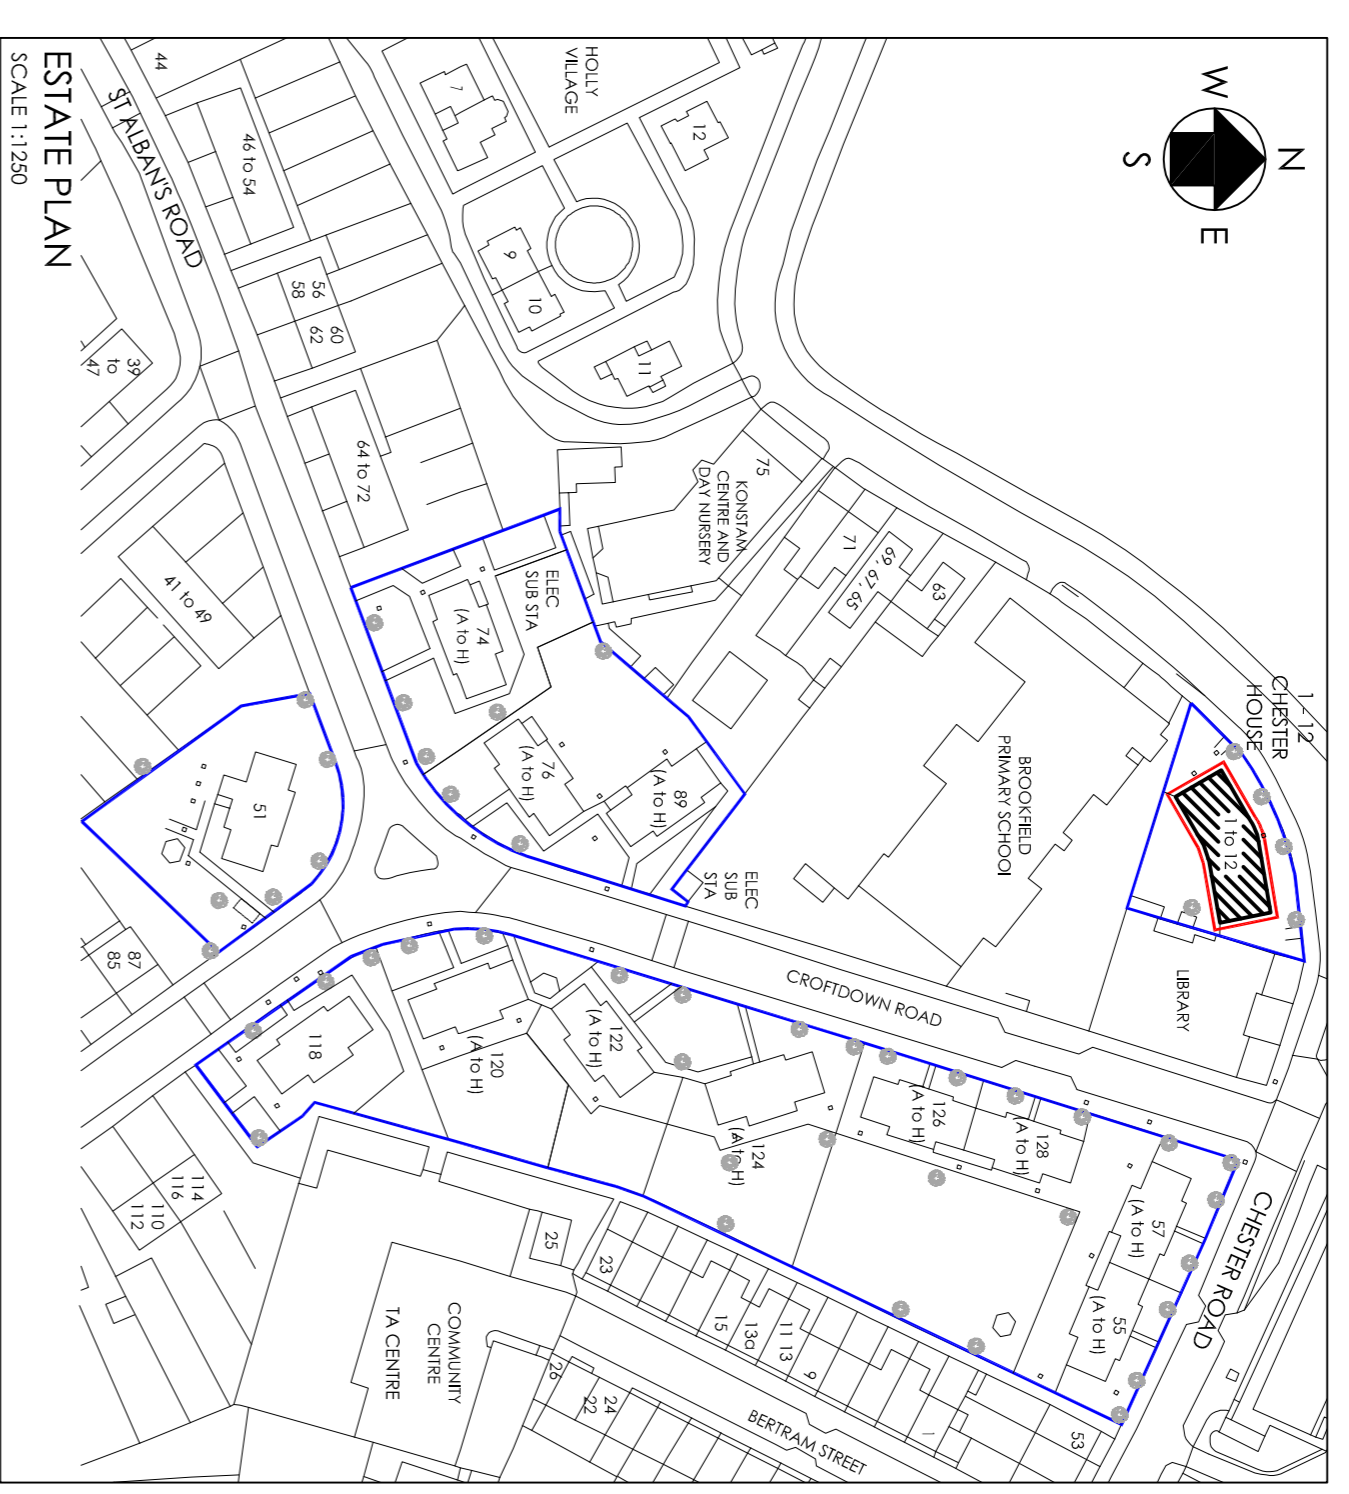 N
W
E
S
1 - 12
CHESTER
HOUSE
1 to 12
LIBRARY
BROOKFIELD
PRIMARY SCHOOL
63
69, 67, 65
71
75
KONSTAM
CENTRE AND
DAY NURSERY
HOLLY
VILLAGE
7
12
9
10
11
44
46 to 54
56
58
60
62
64 to 72
ST ALBAN'S ROAD
39
to
47
41 to 49
ELEC
SUB STA
74
(A to H)
76
(A to H)
89
(A to H)
ELEC
SUB
STA
51
87
85
CROFTDOWN ROAD
118
120
(A to H)
122
(A to H)
124
(A to H)
126
(A to H)
128
(A to H)
57
(A to H)
55
(A to H)
CHESTER ROAD
53
1
9
11 13
13a
15
23
25
BERTRAM STREET
26
24
22
COMMUNITY
CENTRE
TA CENTRE
114
116
110
112
ESTATE PLAN
SCALE 1:1250